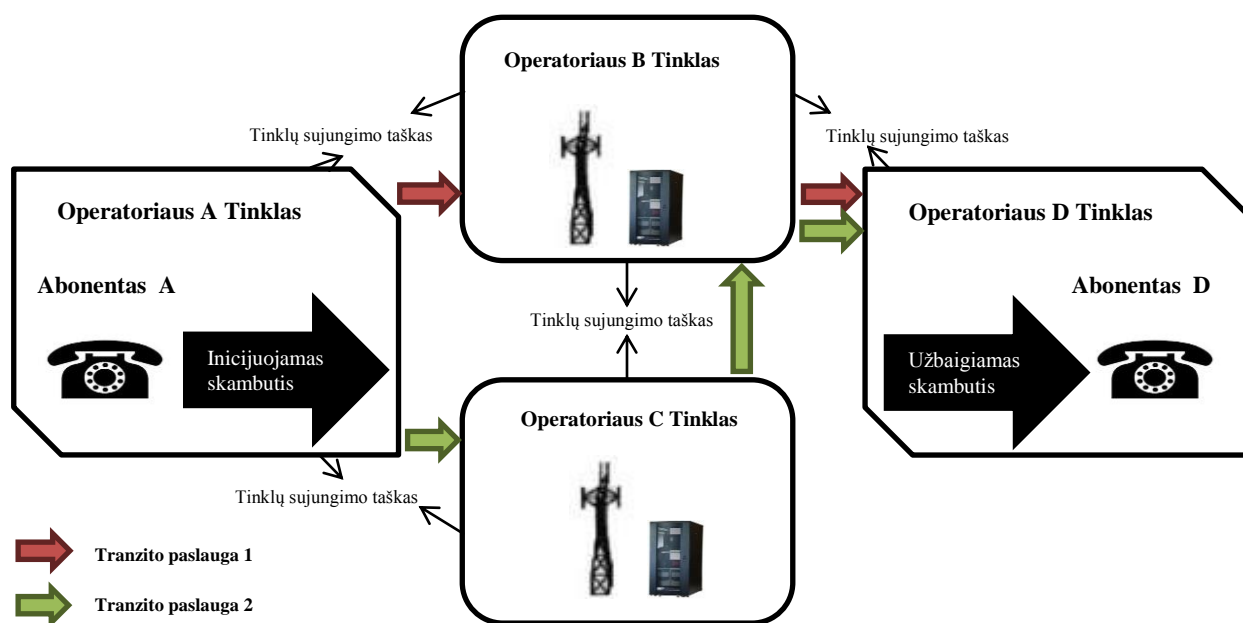 Operatoriaus B Tinklas
Tinklų sujungimo taškas
Tinklų sujungimo taškas
Operatoriaus A Tinklas
Operatoriaus D Tinklas
Abonentas A
Abonentas D
Tinklų sujungimo taškas
Inicijuojamas
skambutis
Užbaigiamas
skambutis
Operatoriaus C Tinklas
Tinklų sujungimo taškas
Tranzito paslauga 1
Tranzito paslauga 2